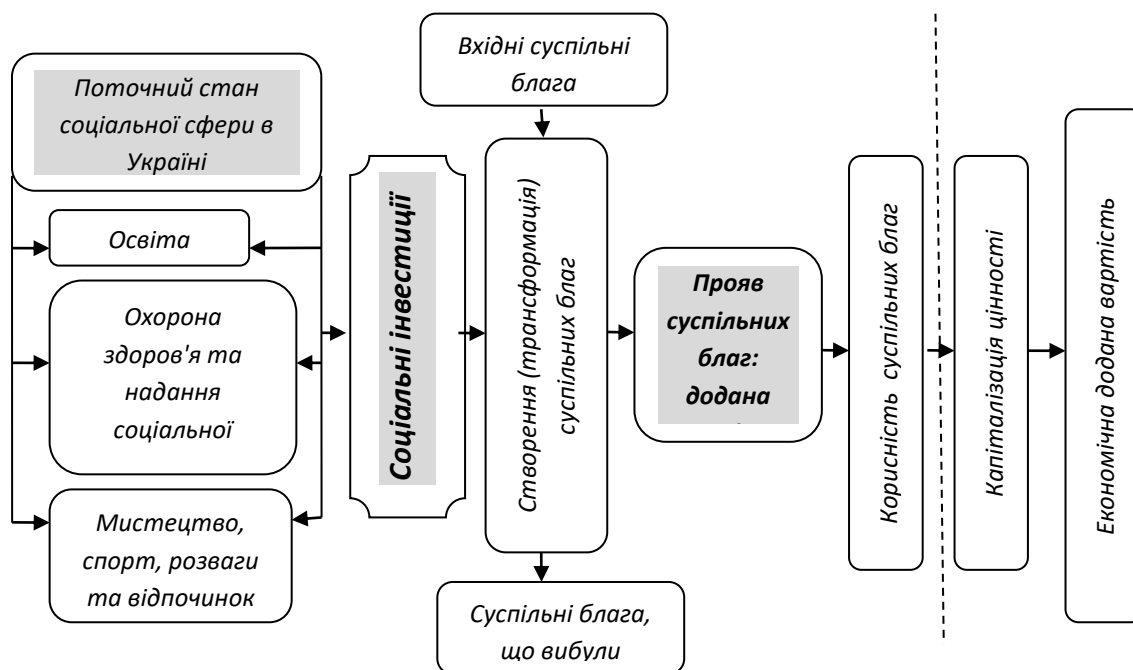 Поточний стан
соціальної сфери в
Україні
Освіта
Охорона
здоров'я та
надання
соціальної
Мистецтво,
спорт, розваги
та відпочинок
Соціальні інвестиції
Вхідні суспільні
блага
Створення (трансформація)
суспільних благ
Суспільні блага,
що вибули
Прояв
суспільних
благ:
додана
Корисність суспільних благ
Капіталізація цінності
Економічна додана вартість